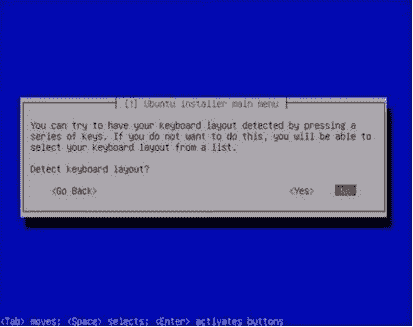 [!] Ubuntu installer main menu
You can try to have your keyboard layout detected by pressing a
series of keys. If you do not want to do this, you will be able to
select your keyboard layout from a list.
Detect keyboard layout?
<Go Back> <Yes>
<Tab> moves; <Space> selects; <Enter> activates buttons